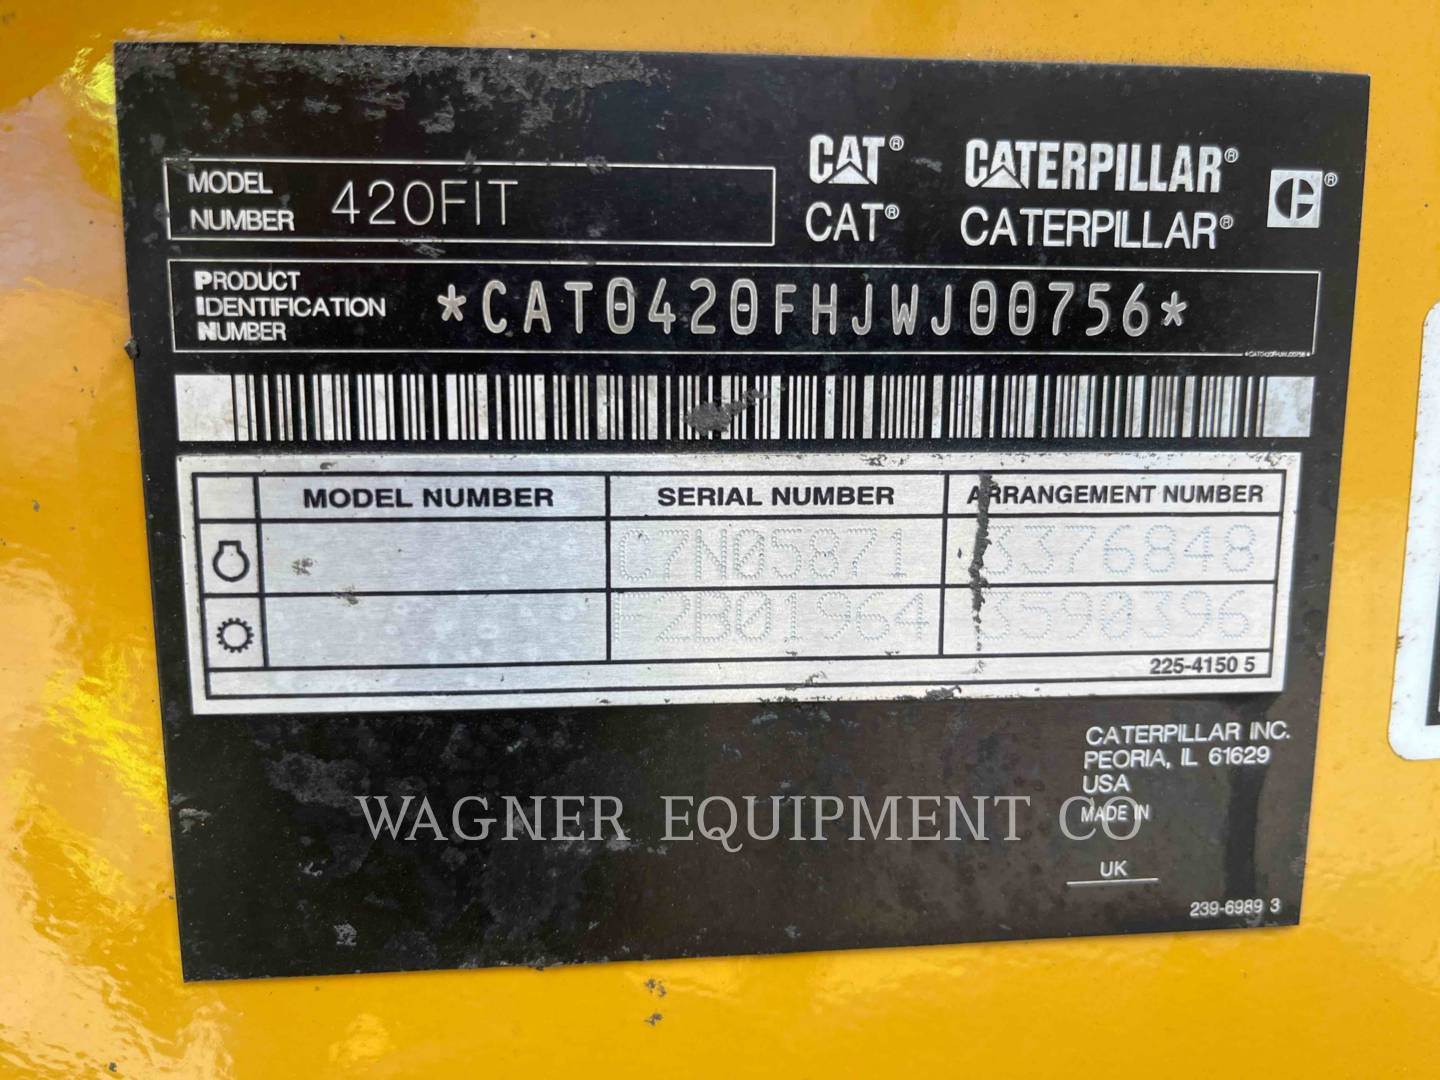 MODEL NUMBER 420FIT
CAT® CATERPILLAR®
CAT® CATERPILLAR®
PRODUCT IDENTIFICATION NUMBER *CAT0420FHJWJ00756*
*CAT0420FHJWJ00756*
MODEL NUMBER SERIAL NUMBER ARRANGEMENT NUMBER
C7N05871 3376848
F2B01964 3590396
225-4150 5
CATERPILLAR INC.
PEORIA, IL 61629
USA
MADE IN
UK
239-6989 3
WAGNER EQUIPMENT CO